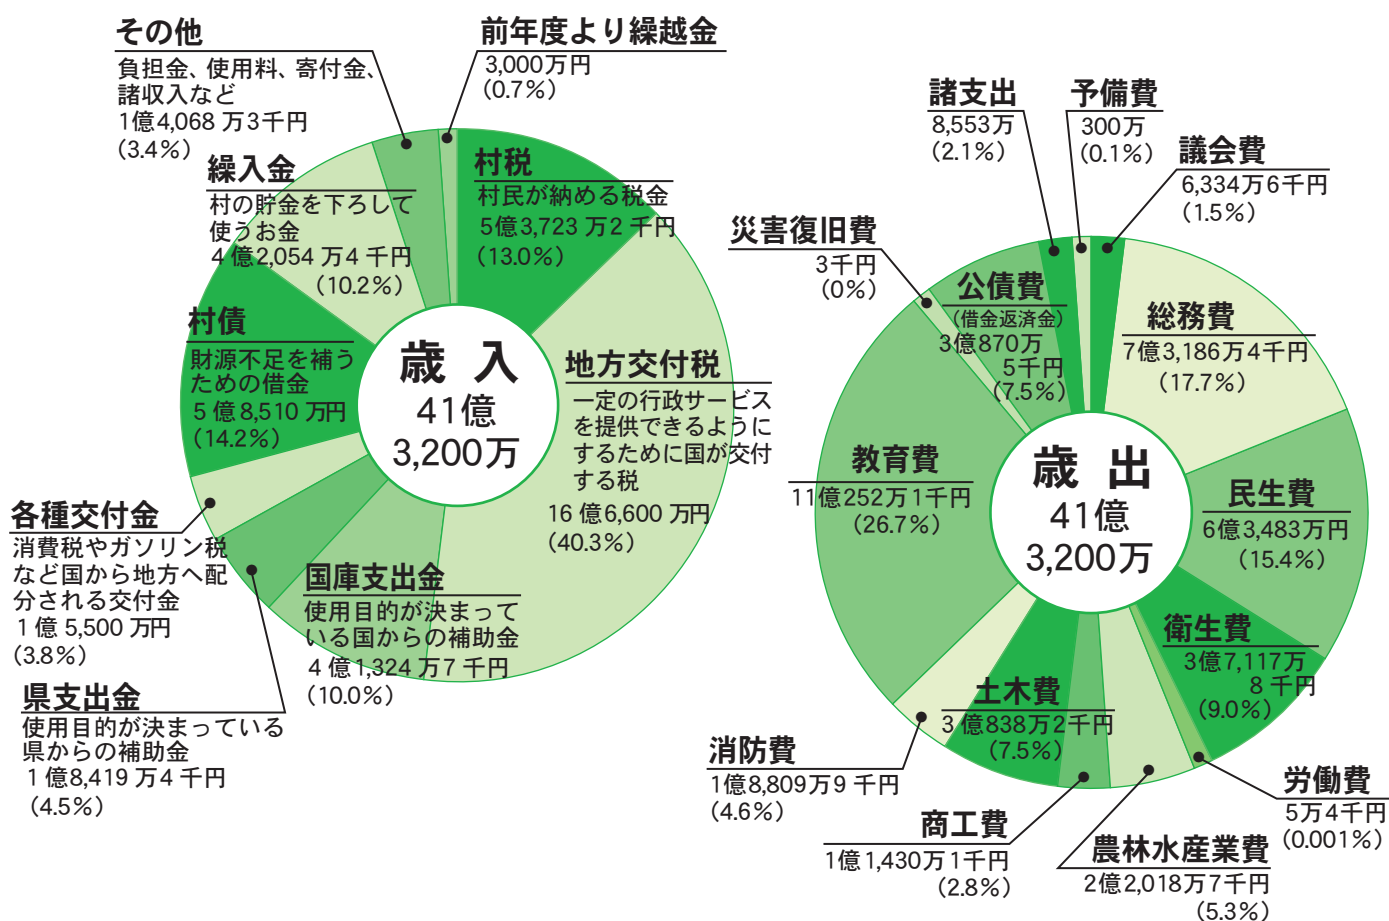 その他
負担金、使用料、寄付金、
諸収入など
1億4,068万3千円
(3.4%)
前年度より繰越金
3,000万円
(0.7%)
村税
村民が納める税金
5億3,723万2千円
(13.0%)
繰入金
村の貯金を下ろして
使うお金
4億2,054万4千円
(10.2%)
村債
財源不足を補う
ための借金
5億8,510万円
(14.2%)
歳入
41億
3,200万
地方交付税
一定の行政サービス
を提供できるように
するために国が交付
する税
16億6,600万円
(40.3%)
各種交付金
消費税やガソリン税
など国から地方へ配
分される交付金
1億5,500万円
(3.8%)
国庫支出金
使用目的が決まって
いる国からの補助金
4億1,324万7千円
(10.0%)
県支出金
使用目的が決まっている
県からの補助金
1億8,419万4千円
(4.5%)
諸支出
8,553万
(2.1%)
予備費
300万
(0.1%)
議会費
6,334万6千円
(1.5%)
災害復旧費
3千円
(0%)
公債費
(借金返済金)
3億870万
5千円
(7.5%)
総務費
7億3,186万4千円
(17.7%)
教育費
11億252万1千円
(26.7%)
歳出
41億
3,200万
民生費
6億3,483万円
(15.4%)
衛生費
3億7,117万
8千円
(9.0%)
土木費
3億838万2千円
(7.5%)
消防費
1億8,809万9千円
(4.6%)
商工費
1億1,430万1千円
(2.8%)
農林水産業費
2億2,018万7千円
(5.3%)
労働費
5万4千円
(0.001%)